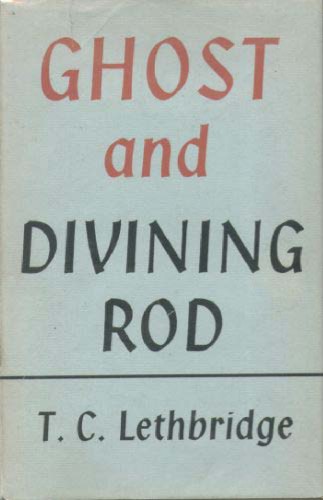 GHOST
and
DIVINING
ROD
T. C. Lethbridge